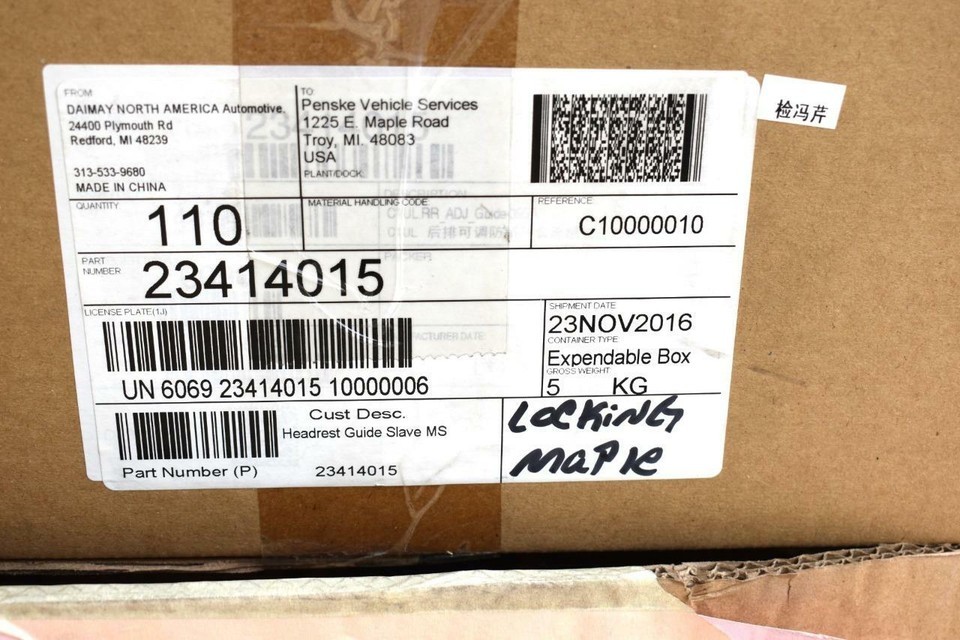 FROM
DAIMAY NORTH AMERICA Automotive.
24400 Plymouth Rd
Redford, MI 48239
313-533-9680
MADE IN CHINA
TO
Penske Vehicle Services
1225 E. Maple Road
Troy, MI. 48083
USA
PLANT/DOCK
检冯芹
QUANTITY
110
MATERIAL HANDLING CODE
REFERENCE
C10000010
DESCRIPTION
PART NUMBER
23414015
LICENSE PLATE(1J)
UN 6069 23414015 10000006
SHIPMENT DATE
23NOV2016
CONTAINER TYPE
Expendable Box
GROSS WEIGHT
5 KG
Cust Desc.
Headrest Guide Slave MS
Part Number (P) 23414015
LOCKING
MAPLE